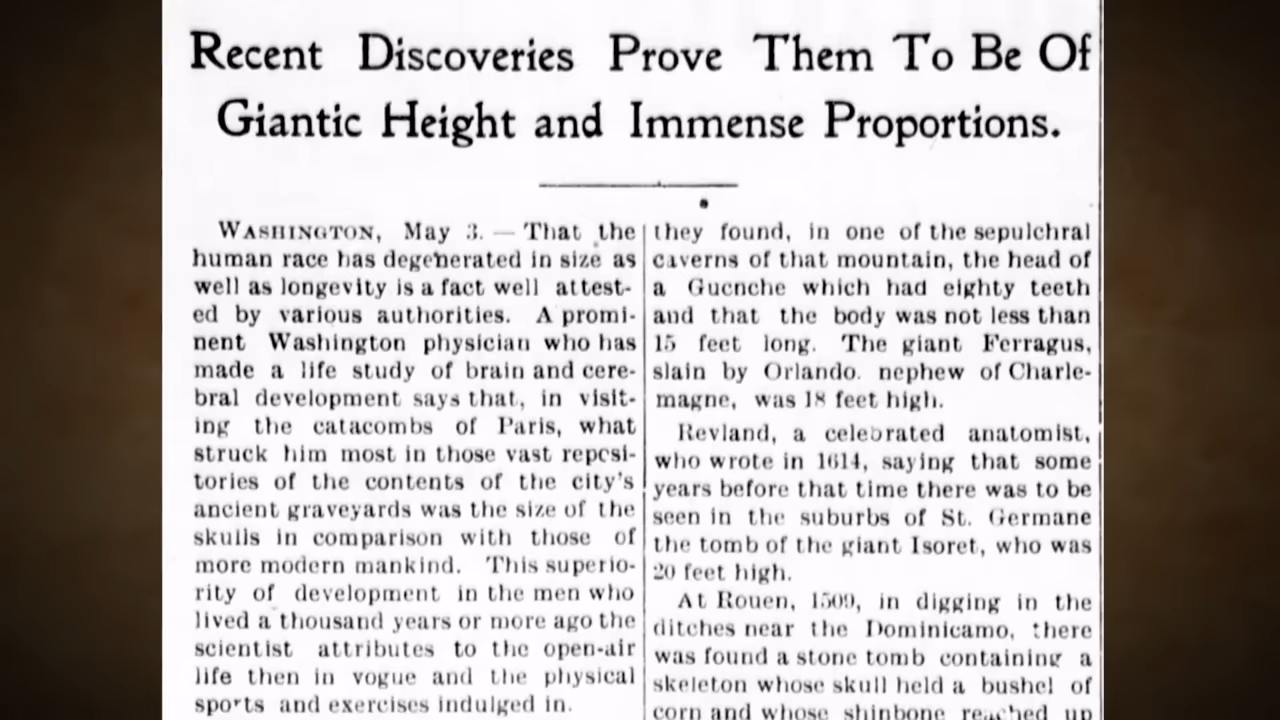 Recent Discoveries Prove Them To Be Of
Giantic Height and Immense Proportions.
WASHINGTON, May 3. — That the
human race has degenerated in size as
well as longevity is a fact well attest-
ed by various authorities. A promi-
nent Washington physician who has
made a life study of brain and cere-
bral development says that, in visit-
ing the catacombs of Paris, what
struck him most in those vast reposi-
tories of the contents of the city's
ancient graveyards was the size of the
skulls in comparison with those of
more modern mankind. This superio-
rity of development in the men who
lived a thousand years or more ago the
scientist attributes to the open-air
life then in vogue and the physical
sports and exercises indulged in.
they found, in one of the sepulchral
caverns of that mountain, the head of
a Gucnche which had eighty teeth
and that the body was not less than
15 feet long. The giant Ferragus,
slain by Orlando. nephew of Charle-
magne, was 18 feet high.
Revland, a celebrated anatomist,
who wrote in 1614, saying that some
years before that time there was to be
seen in the suburbs of St. Germane
the tomb of the giant Isoret, who was
20 feet high.
At Rouen, 1509, in digging in the
ditches near the Dominicamo, there
was found a stone tomb containing a
skeleton whose skull held a bushel of
corn and whose shinbone reached up